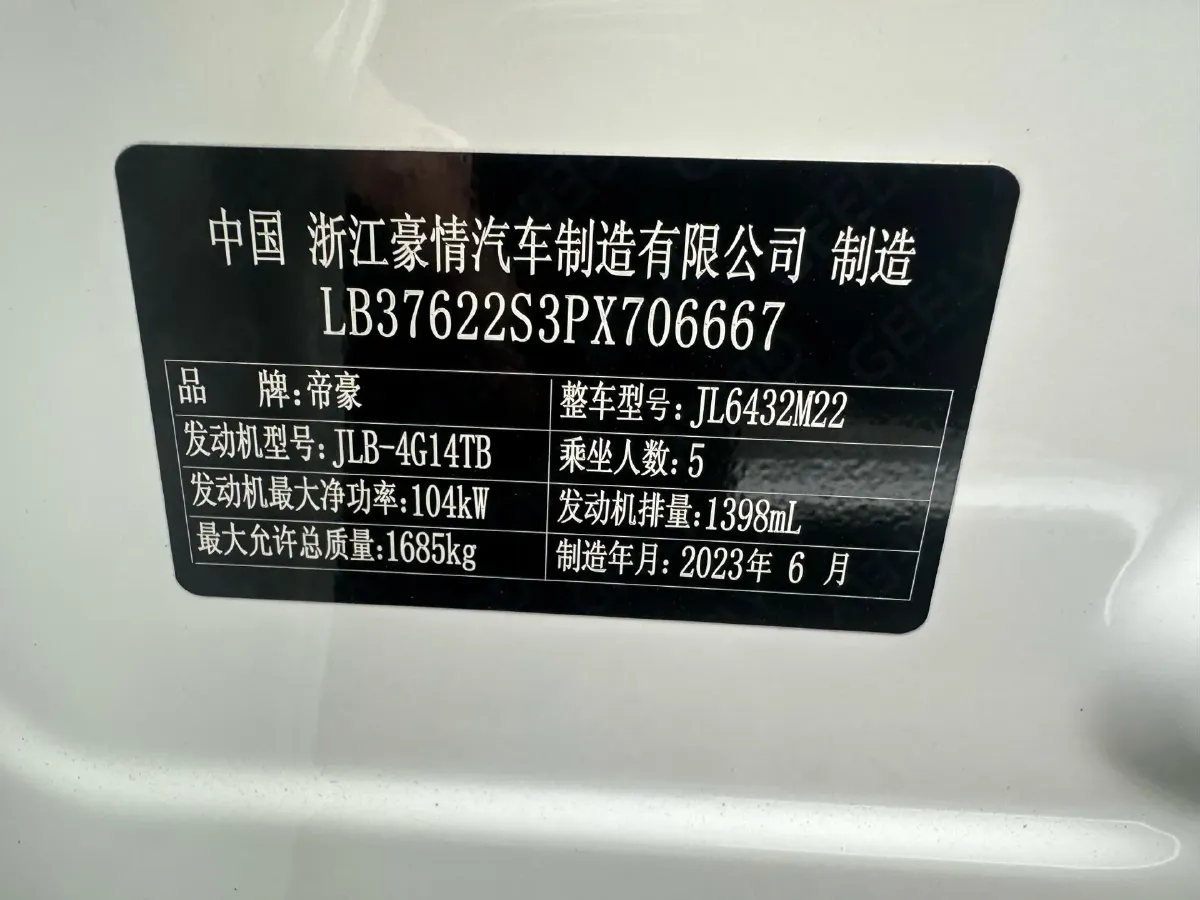 中国 浙江豪情汽车制造有限公司 制造
LB37622S3PX706667
品 牌:帝豪 整车型号:JL6432M22
发动机型号:JLB-4G14TB 乘坐人数:5
发动机最大净功率:104kW 发动机排量:1398mL
最大允许总质量:1685kg 制造年月:2023年 6 月
GEELY
GEELY